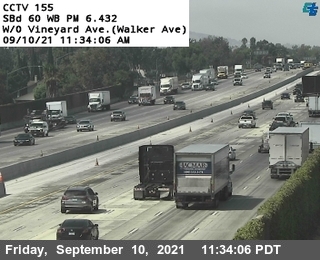 CCTV 155
SBd 60 WB PM 6.432
W/O Vineyard Ave.(Walker Ave)
09/10/21 11:34:06 AM
Friday, September 10, 2021 11:34:06 PDT